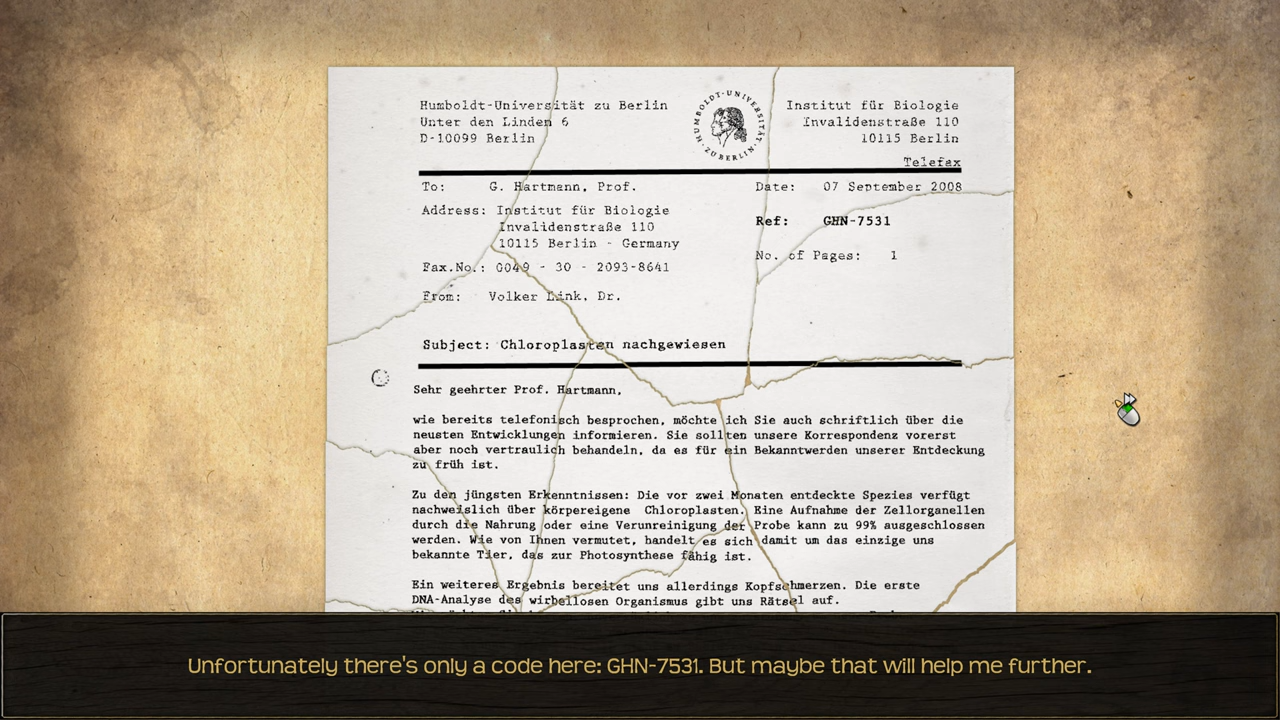 Humboldt-Universität zu Berlin
Unter den Linden 6
D-10099 Berlin
HUMBOLDT-UNIVERSITÄT
ZU BERLIN
Institut für Biologie
Invalidenstraße 110
10115 Berlin
Telefax
To: G. Hartmann, Prof.
Date: 07 September 2008
Address: Institut für Biologie
Ref: GHN-7531
Invalidenstraße 110
10115 Berlin - Germany
No. of Pages: 1
Fax.No.: 0049 - 30 - 2093-8641
From: Volker Link, Dr.
Subject: Chloroplasten nachgewiesen
Sehr geehrter Prof. Hartmann,
wie bereits telefonisch besprochen, möchte ich Sie auch schriftlich über die
neusten Entwicklungen informieren. Sie sollten unsere Korrespondenz vorerst
aber noch vertraulich behandeln, da es für ein Bekanntwerden unserer Entdeckung
zu früh ist.
Zu den jüngsten Erkenntnissen: Die vor zwei Monaten entdeckte Spezies verfügt
nachweislich über körpereigene Chloroplasten. Eine Aufnahme der Zellorganellen
durch die Nahrung oder eine Verunreinigung der Probe kann zu 99% ausgeschlossen
werden. Wie von Ihnen vermutet, handelt es sich damit um das einzige uns
bekannte Tier, das zur Photosynthese fähig ist.
Ein weiteres Ergebnis bereitet uns allerdings Kopfschmerzen. Die erste
DNA-Analyse des wirbellosen Organismus gibt uns Rätsel auf.
Unfortunately there's only a code here: GHN-7531. But maybe that will help me further.